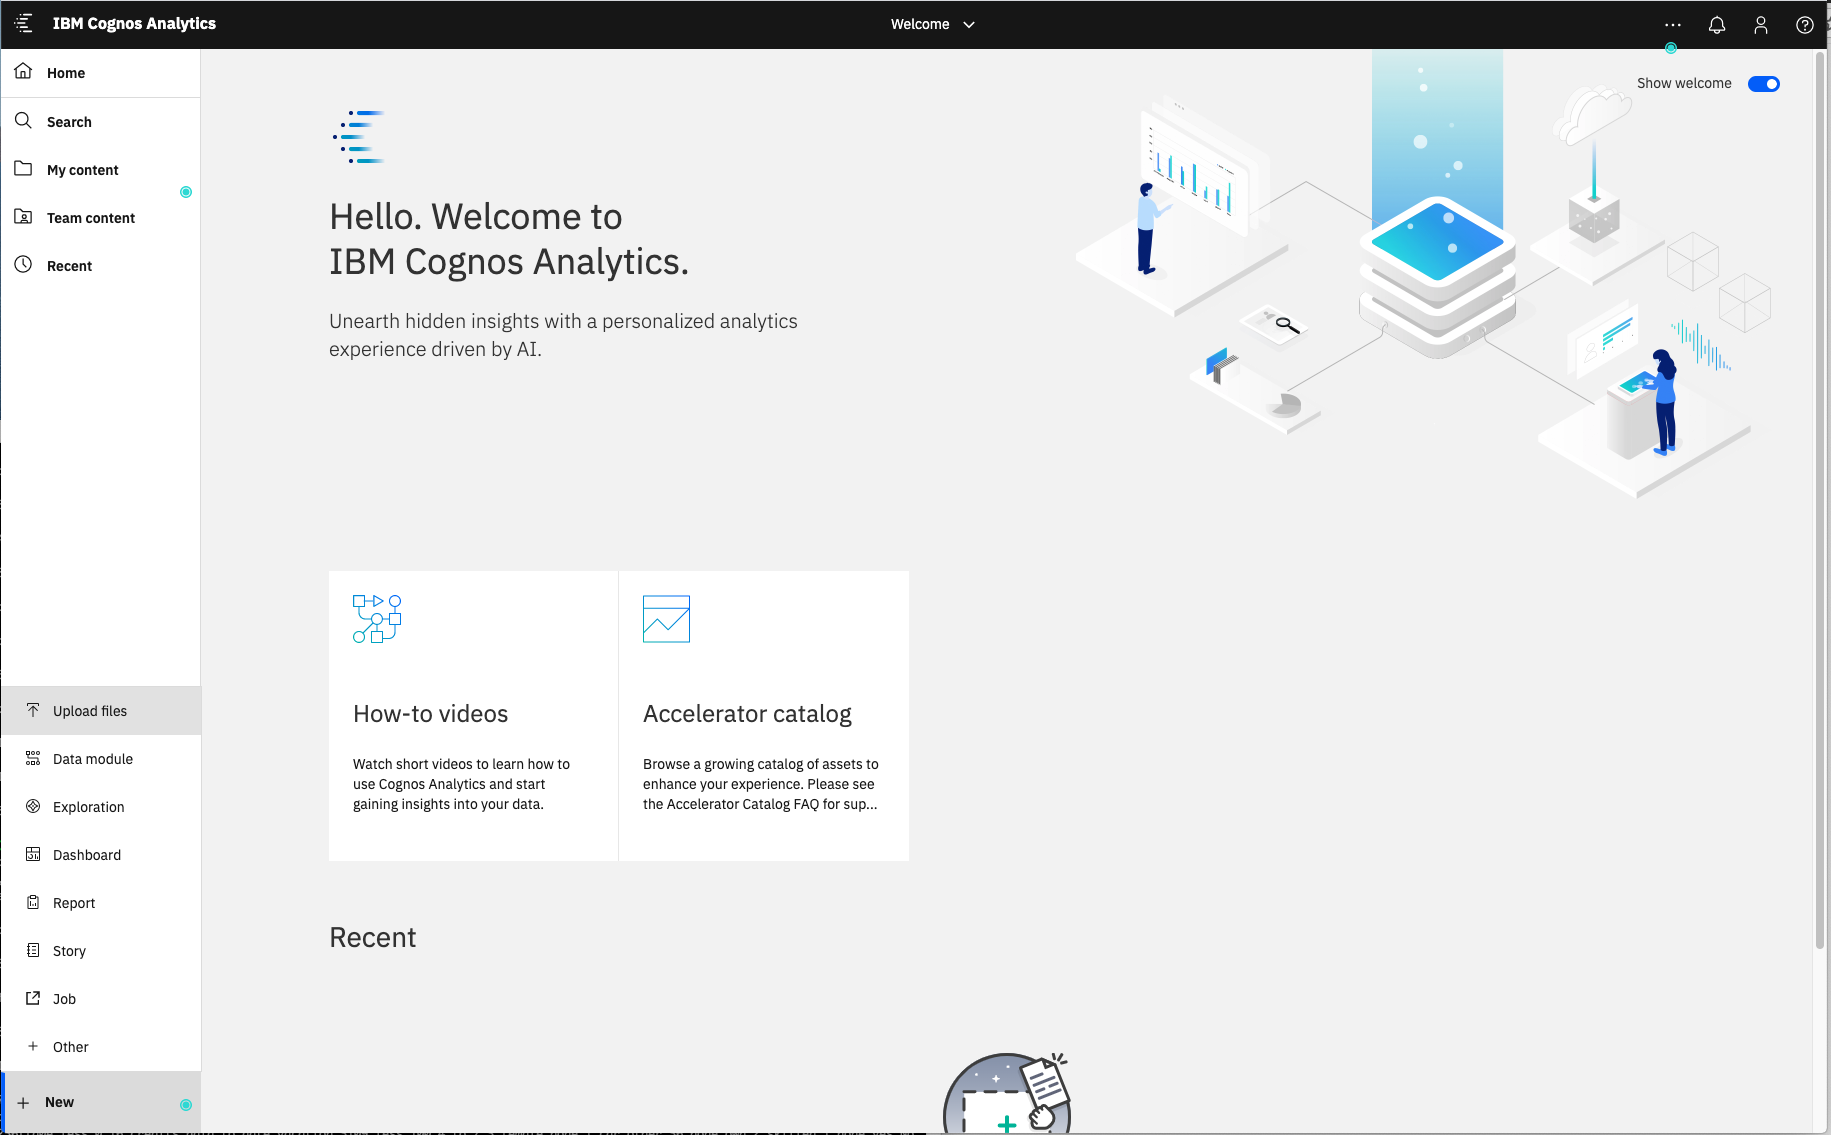 IBM Cognos Analytics
Welcome
Home
Search
My content
Team content
Recent
Show welcome
Hello. Welcome to
IBM Cognos Analytics.
Unearth hidden insights with a personalized analytics
experience driven by AI.
How-to videos
Watch short videos to learn how to
use Cognos Analytics and start
gaining insights into your data.
Accelerator catalog
Browse a growing catalog of assets to
enhance your experience. Please see
the Accelerator Catalog FAQ for sup...
Recent
Upload files
Data module
Exploration
Dashboard
Report
Story
Job
Other
New